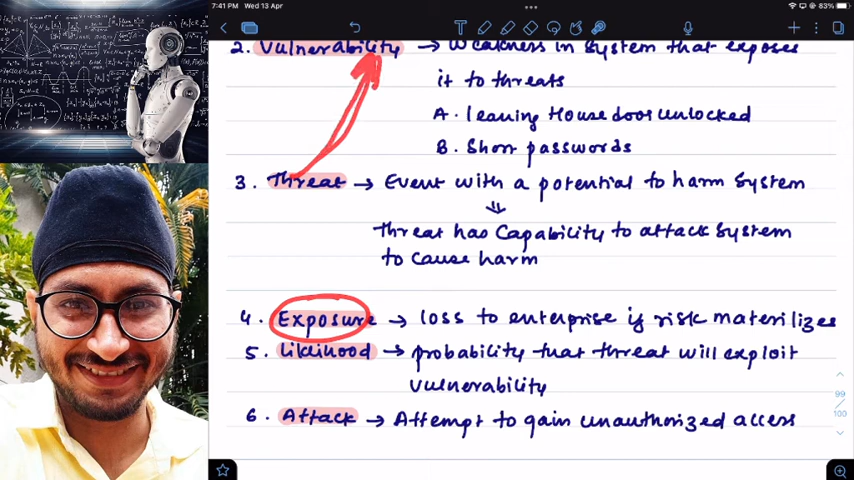 7:41 PM Wed 13 Apr
83%
2. Vulnerability → Weakness in system that exposes
it to threats
A. leaving House door unlocked
B. Short passwords
3. Threat → Event with a potential to harm System
⇓
Threat has Capability to attack System
to cause harm
4. Exposure → loss to enterprise if risk materilizes
5. Liklihood → probability that threat will exploit
vulnerability
6. Attack → Attempt to gain unauthorized access
99
100